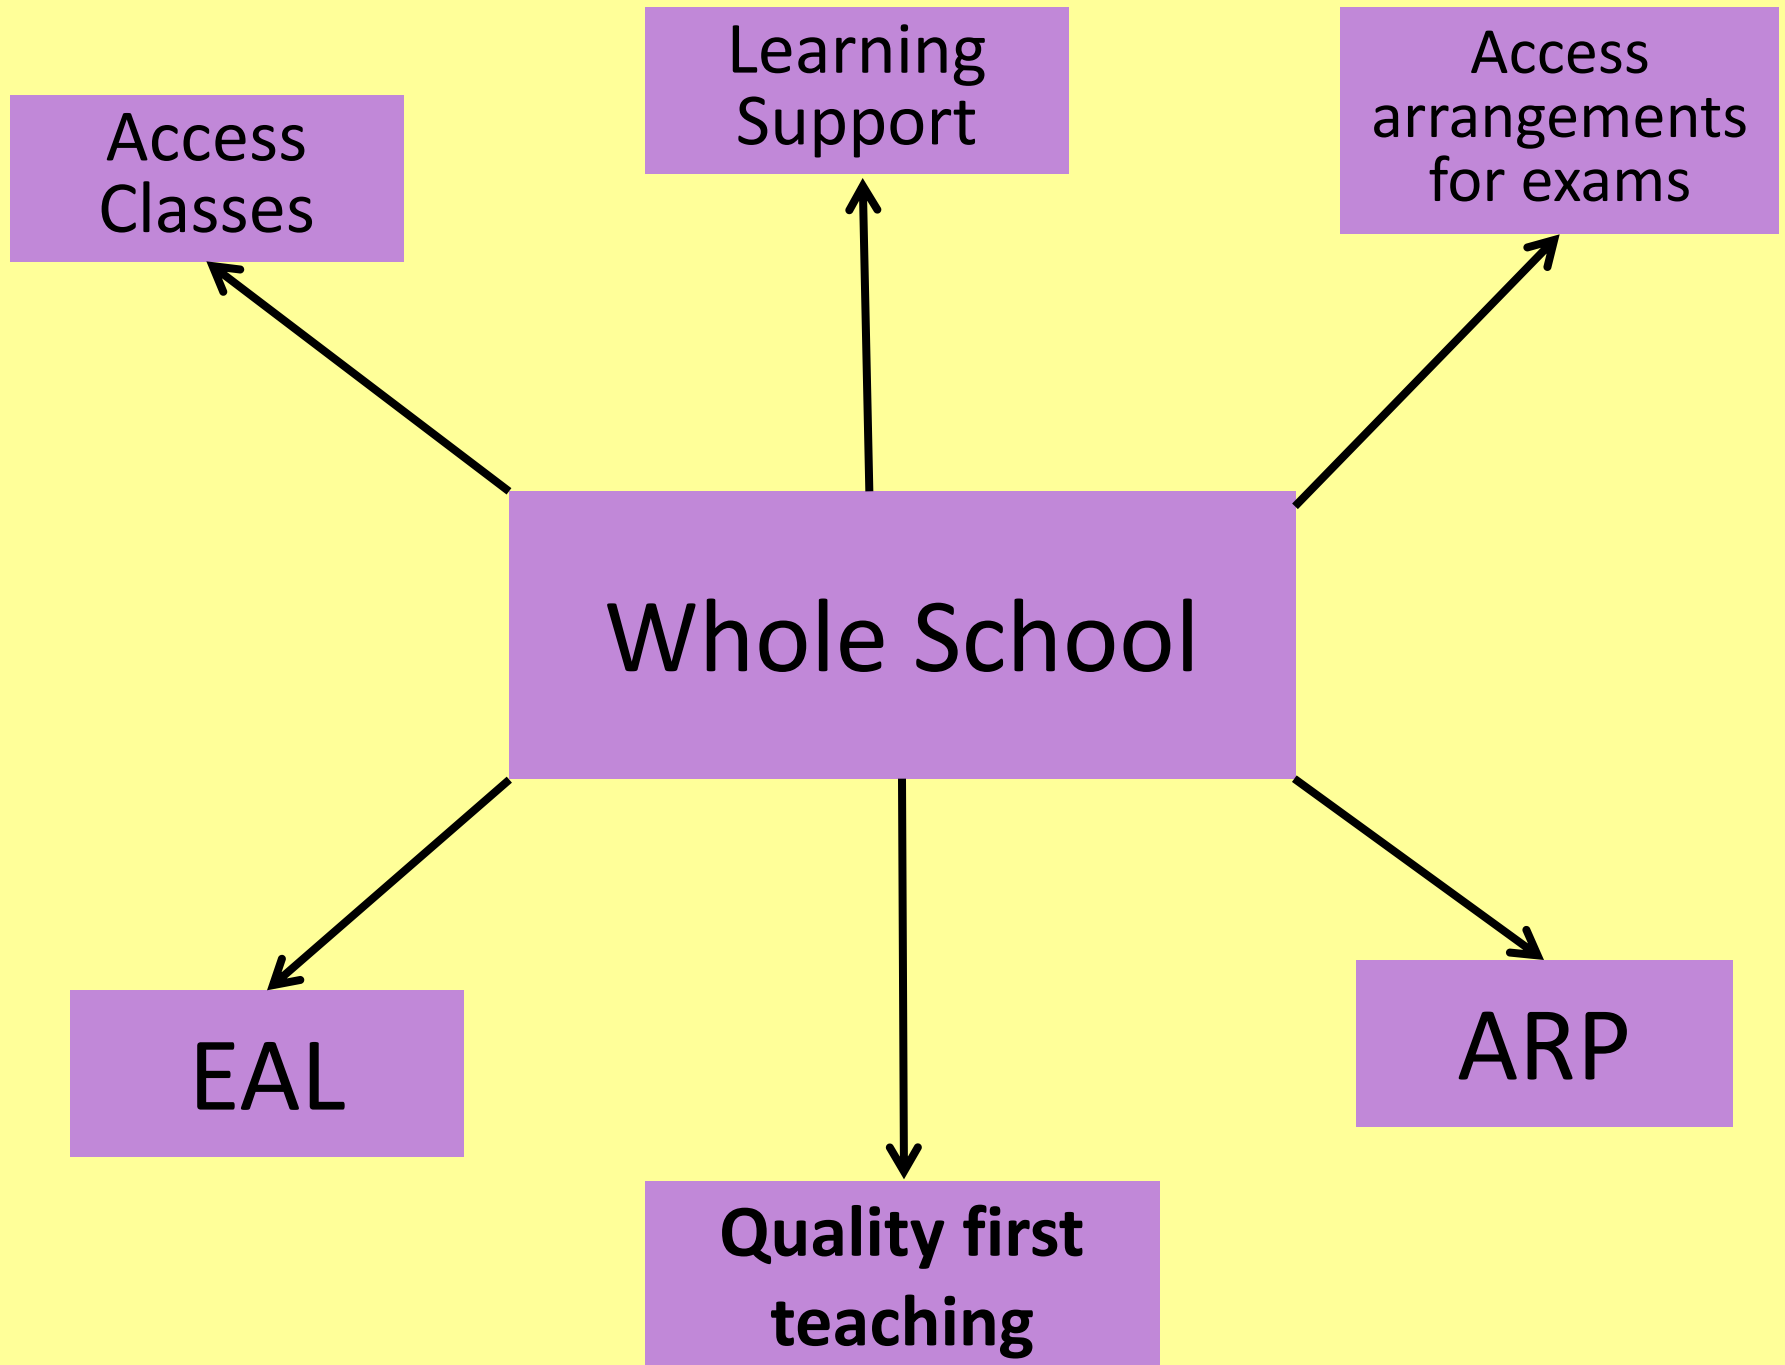 Learning
Support
Access
arrangements
for exams
Access
Classes
Whole School
EAL
ARP
Quality first
teaching